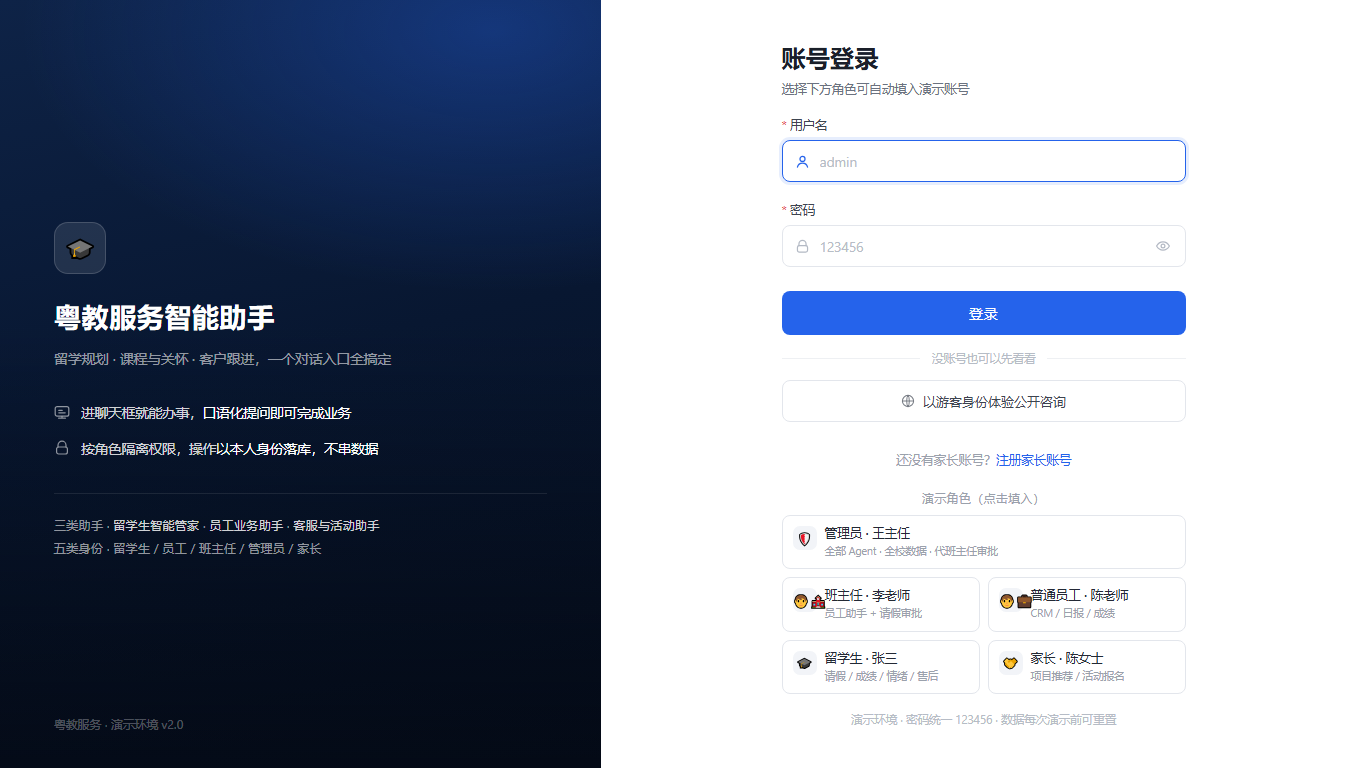 粤教服务智能助手
留学规划 · 课程与关怀 · 客户跟进，一个对话入口全搞定
进聊天框就能办事，口语化提问即可完成业务
按角色隔离权限，操作以本人身份落库，不串数据
三类助手 · 留学生智能管家 · 员工业务助手 · 客服与活动助手
五类身份 · 留学生 / 员工 / 班主任 / 管理员 / 家长
粤教服务 · 演示环境 v2.0
账号登录
选择下方角色可自动填入演示账号
* 用户名
admin
* 密码
123456
登录
没账号也可以先看看
以游客身份体验公开咨询
还没有家长账号？注册家长账号
演示角色（点击填入）
管理员 · 王主任
全部 Agent · 全校数据 · 代班主任审批
班主任 · 李老师
员工助手 + 请假审批
普通员工 · 陈老师
CRM / 日报 / 成绩
留学生 · 张三
请假 / 成绩 / 情绪 / 售后
家长 · 陈女士
项目推荐 / 活动报名
演示环境 · 密码统一 123456 · 数据每次演示前可重置